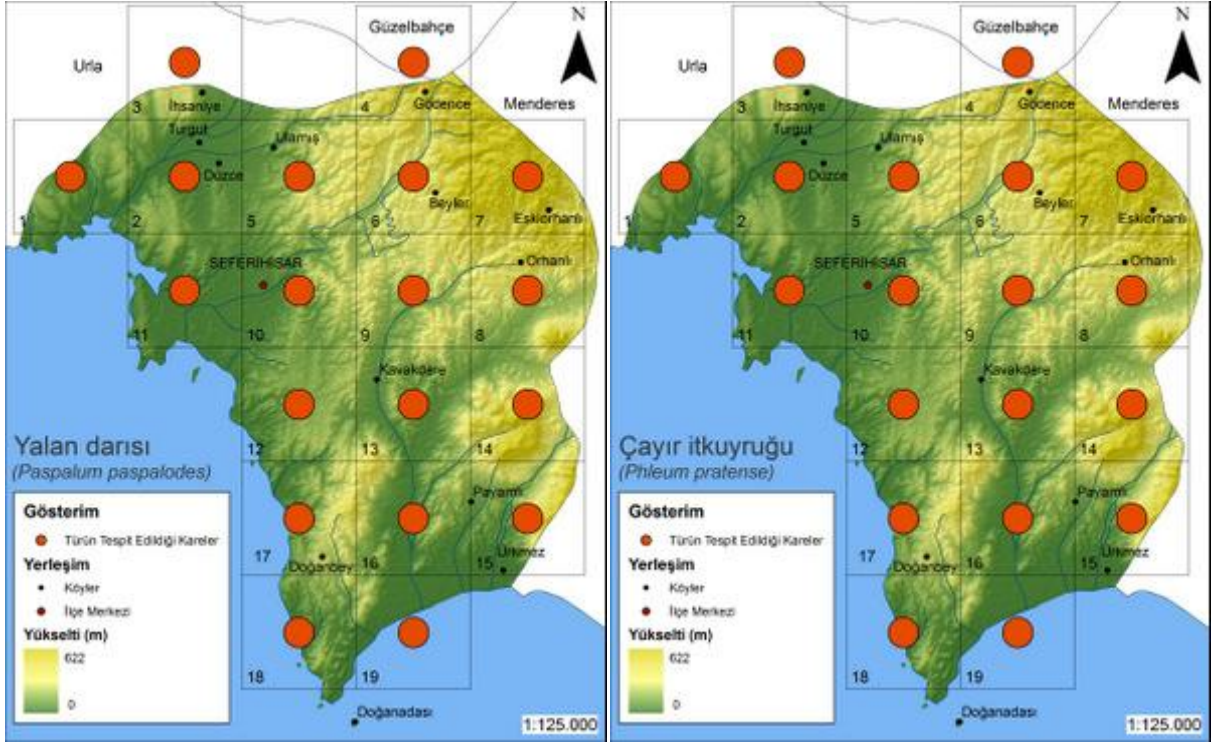 N
Güzelbahçe
Urla
Menderes
İhsaniye
Gödence
3
4
Turgut
Ulamış
Düzce
Beyler
Eskiorhanlı
1
2
5
6
7
SEFERİHİSAR
Orhanlı
11
10
9
8
Kavakdere
Yalan darısı
(Paspalum paspalodes)
12
13
14
Payamlı
Gösterim
Türün Tespit Edildiği Kareler
Yerleşim
Köyler
İlçe Merkezi
Yükselti (m)
622
0
17
Doğanbey
16
15
Ürkmez
18
19
Doğanadası
1:125.000
N
Güzelbahçe
Urla
Menderes
İhsaniye
Gödence
3
4
Turgut
Ulamış
Düzce
Beyler
Eskiorhanlı
1
2
5
6
7
SEFERİHİSAR
Orhanlı
11
10
9
8
Kavakdere
Çayır itkuyruğu
(Phleum pratense)
12
13
14
Payamlı
Gösterim
Türün Tespit Edildiği Kareler
Yerleşim
Köyler
İlçe Merkezi
Yükselti (m)
622
0
17
Doğanbey
16
15
Ürkmez
18
19
Doğanadası
1:125.000